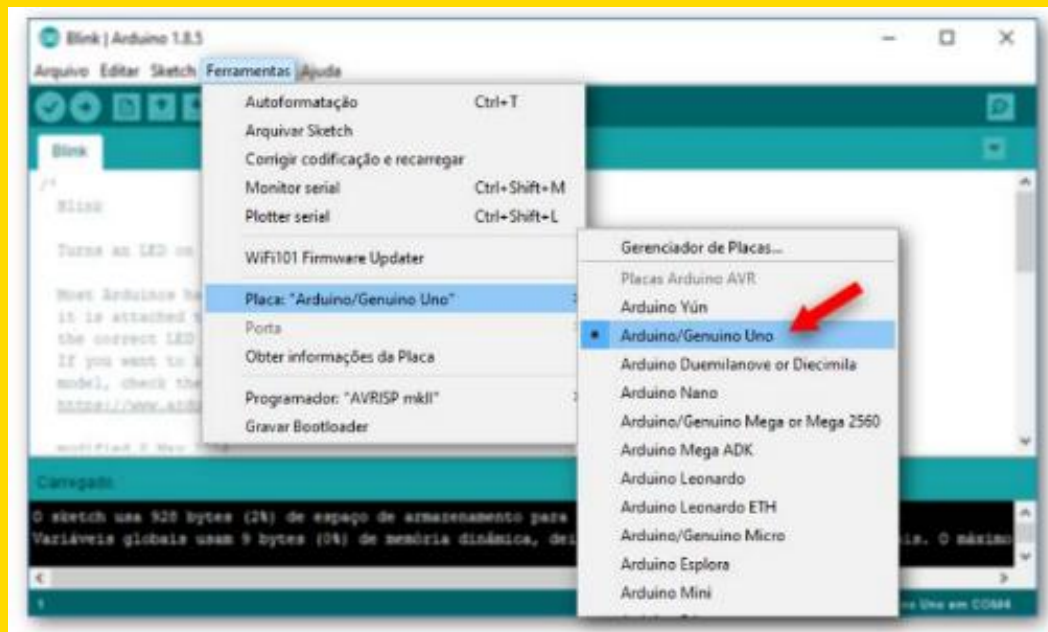 Blink | Arduino 1.8.5
Arquivo Editar Sketch Ferramentas Ajuda
Autoformatação Ctrl+T
Arquivar Sketch
Corrigir codificação e recarregar
Monitor serial Ctrl+Shift+M
Plotter serial Ctrl+Shift+L
WiFi101 Firmware Updater
Placa: "Arduino/Genuino Uno"
Porta
Obter informações da Placa
Programador: "AVRISP mkII"
Gravar Bootloader
Gerenciador de Placas...
Placas Arduino AVR
Arduino Yún
Arduino/Genuino Uno
Arduino Duemilanove or Diecimila
Arduino Nano
Arduino/Genuino Mega or Mega 2560
Arduino Mega ADK
Arduino Leonardo
Arduino Leonardo ETH
Arduino/Genuino Micro
Arduino Esplora
Arduino Mini
Blink
/*
Blink
Turns an LED on
Most Arduinos
it is attached
the correct LED
If you want to
model, check the
modified 8 May
Carregado.
O sketch usa 928 bytes (2%) de espaço de armazenamento para
Variáveis globais usam 9 bytes (0%) de memória dinâmica, O máximo
1 Uno em COM4